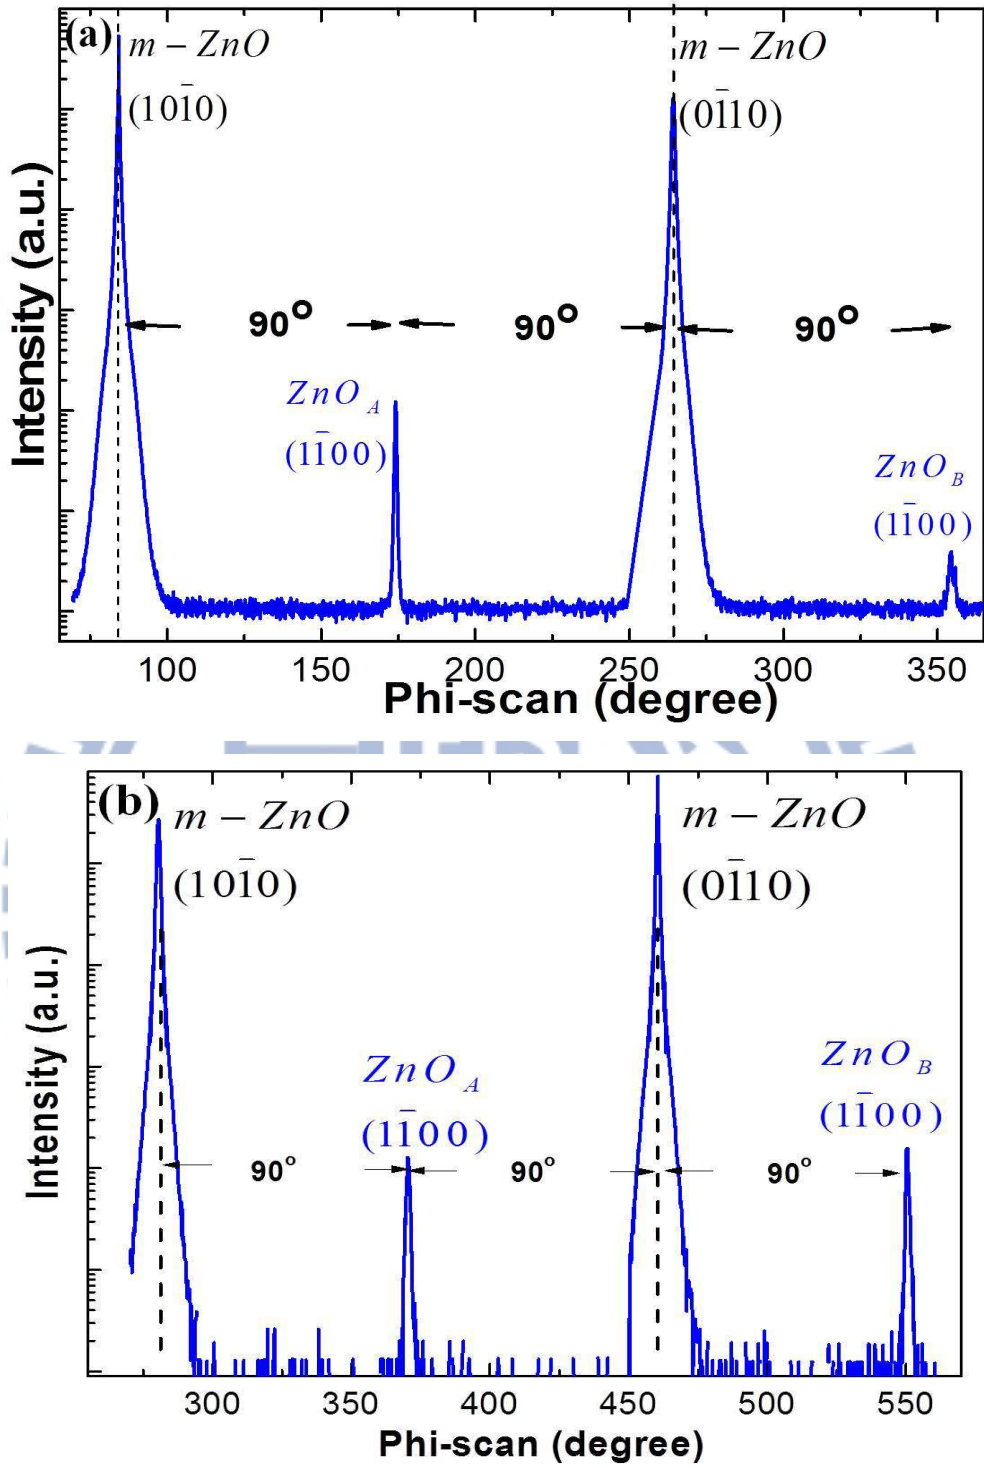 (a)
m – ZnO
(101̄0)
m – ZnO
(01̄10)
90°
90°
90°
ZnO_A
(11̄00)
ZnO_B
(11̄00)
Intensity (a.u.)
100 150 200 250 300 350
Phi-scan (degree)
(b)
m – ZnO
(101̄0)
m – ZnO
(01̄10)
ZnO_A
(11̄00)
ZnO_B
(11̄00)
90°
90°
90°
Intensity (a.u.)
300 350 400 450 500 550
Phi-scan (degree)